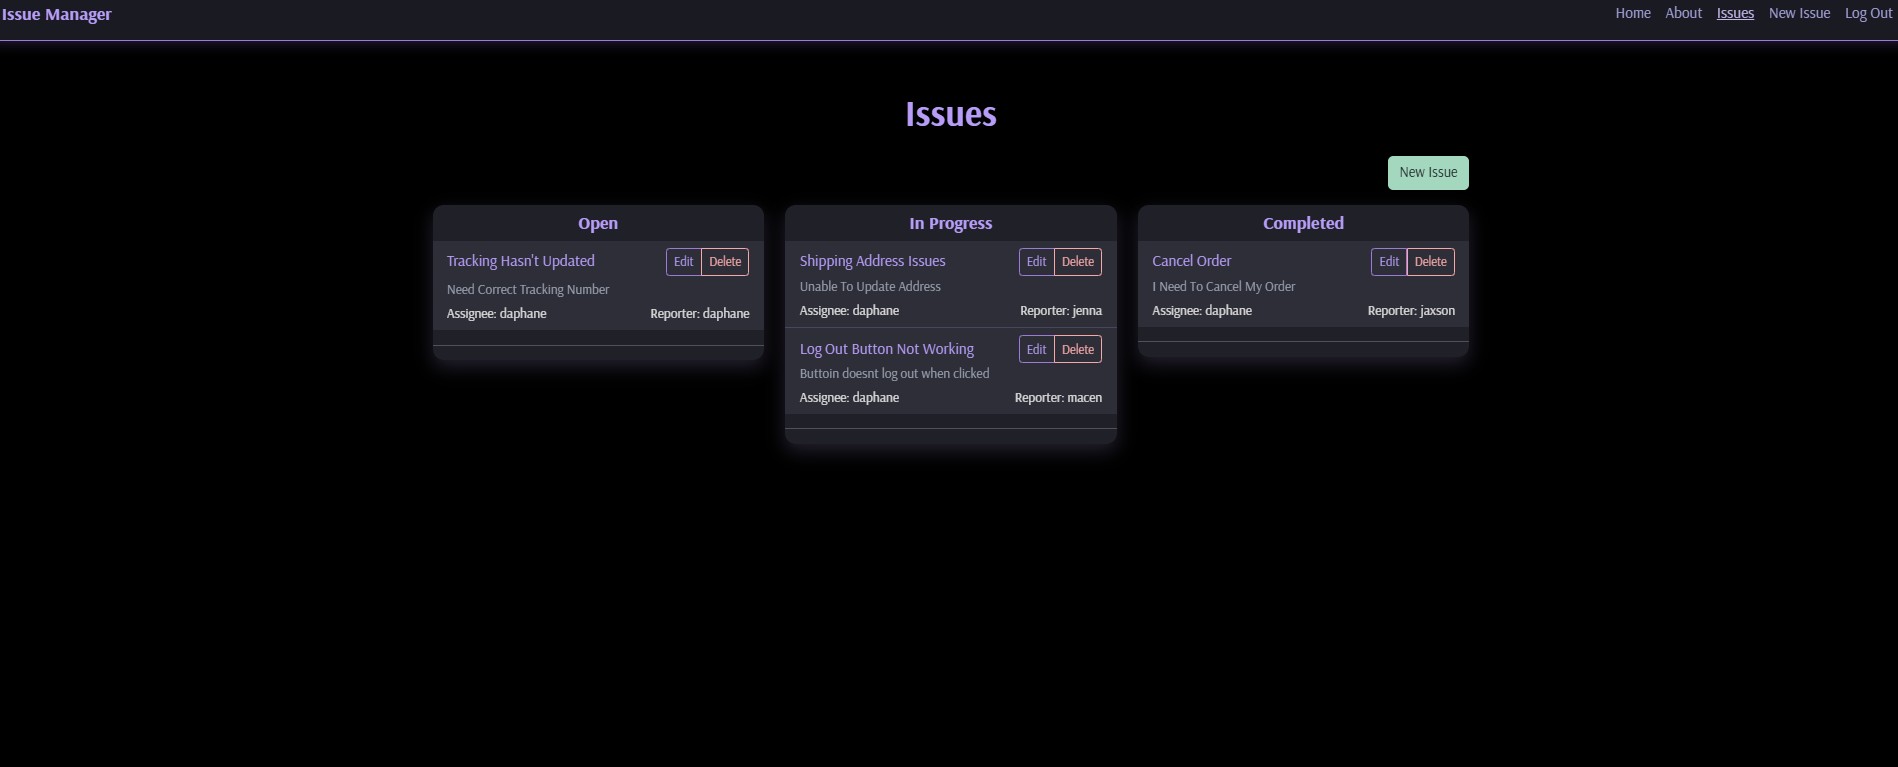 Issue Manager
Home About Issues New Issue Log Out
Issues
New Issue
Open
Tracking Hasn't Updated Edit Delete
Need Correct Tracking Number
Assignee: daphane Reporter: daphane
In Progress
Shipping Address Issues Edit Delete
Unable To Update Address
Assignee: daphane Reporter: jenna
Log Out Button Not Working Edit Delete
Buttoin doesnt log out when clicked
Assignee: daphane Reporter: macen
Completed
Cancel Order Edit Delete
I Need To Cancel My Order
Assignee: daphane Reporter: jaxson